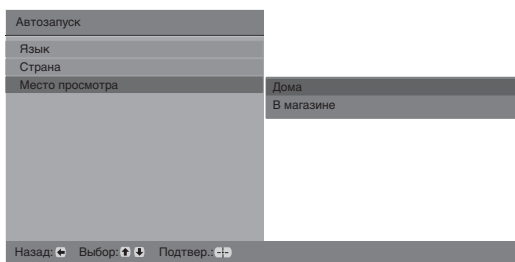 Автозапуск
Язык
Страна
Место просмотра
Дома
В магазине
Назад: Выбор: Подтвер.: